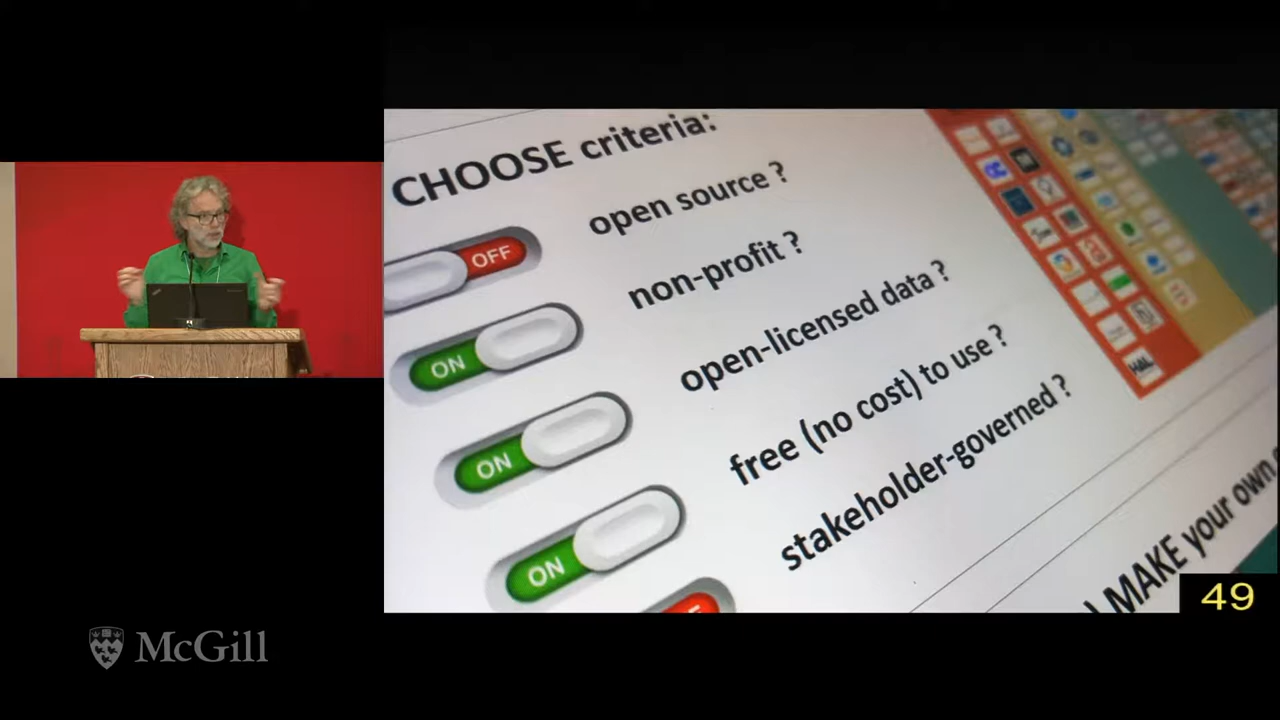 CHOOSE criteria:
OFF
open source ?
ON
non-profit ?
ON
open-licensed data ?
ON
free (no cost) to use ?
stakeholder-governed ?
MAKE your own
HAL
49
McGill